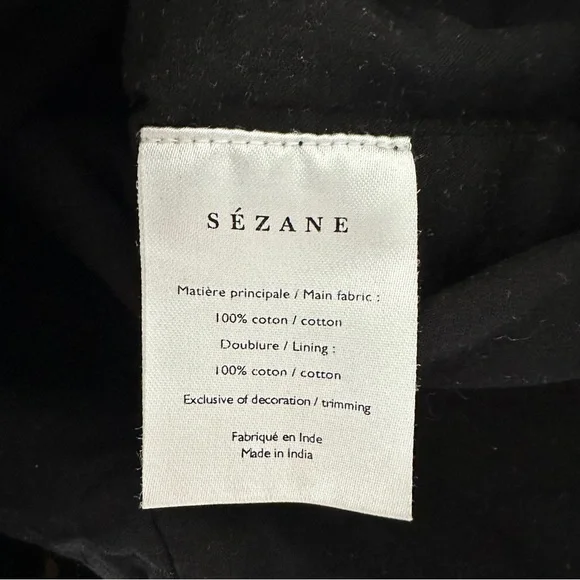 SÉZANE
Matière principale / Main fabric :
100% coton / cotton
Doublure / Lining :
100% coton / cotton
Exclusive of decoration / trimming
Fabriqué en Inde
Made in India